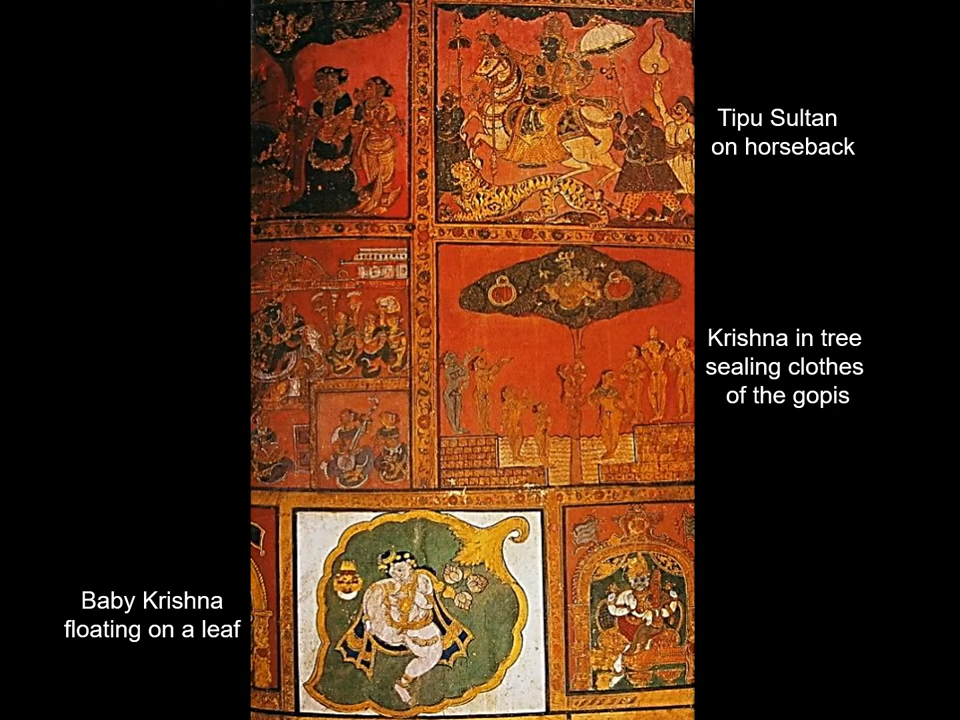 Tipu Sultan
on horseback
Krishna in tree
sealing clothes
of the gopis
Baby Krishna
floating on a leaf